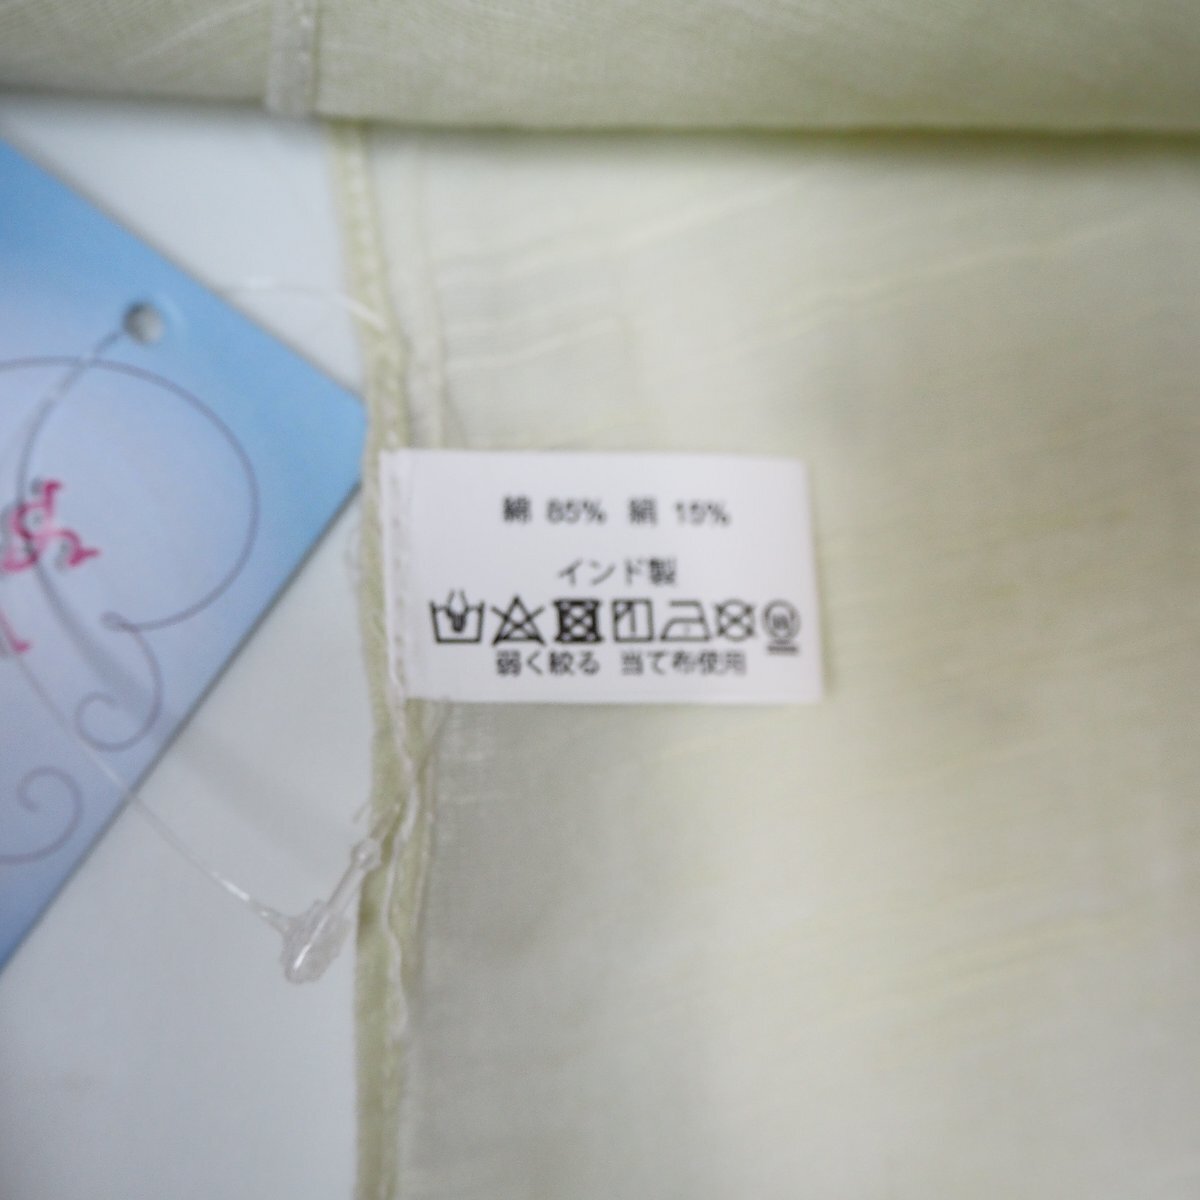 綿 85% 絹 15%
インド製
弱く絞る 当て布使用